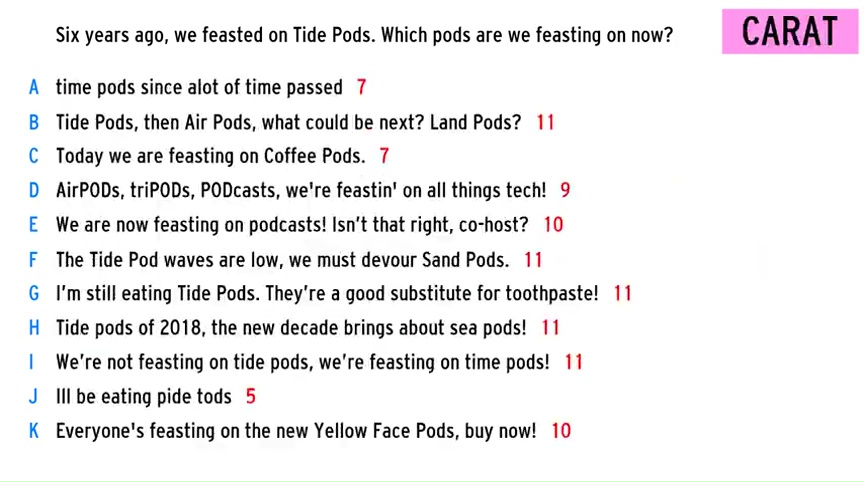 Six years ago, we feasted on Tide Pods. Which pods are we feasting on now?
CARAT
A time pods since alot of time passed 7
B Tide Pods, then Air Pods, what could be next? Land Pods? 11
C Today we are feasting on Coffee Pods. 7
D AirPODs, triPODs, PODcasts, we're feastin' on all things tech! 9
E We are now feasting on podcasts! Isn't that right, co-host? 10
F The Tide Pod waves are low, we must devour Sand Pods. 11
G I'm still eating Tide Pods. They're a good substitute for toothpaste! 11
H Tide pods of 2018, the new decade brings about sea pods! 11
I We're not feasting on tide pods, we're feasting on time pods! 11
J Ill be eating pide tods 5
K Everyone's feasting on the new Yellow Face Pods, buy now! 10